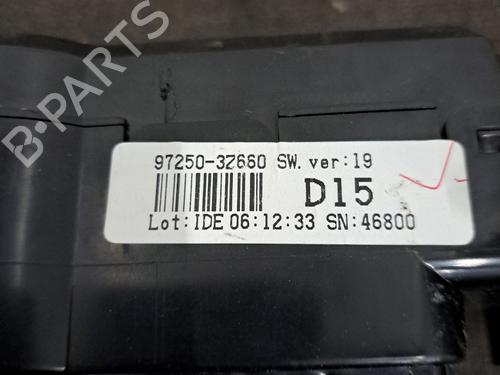 B-PARTS
97250-3Z660 SW. ver:19
D15
Lot:IDE 06:12:33 SN:46800